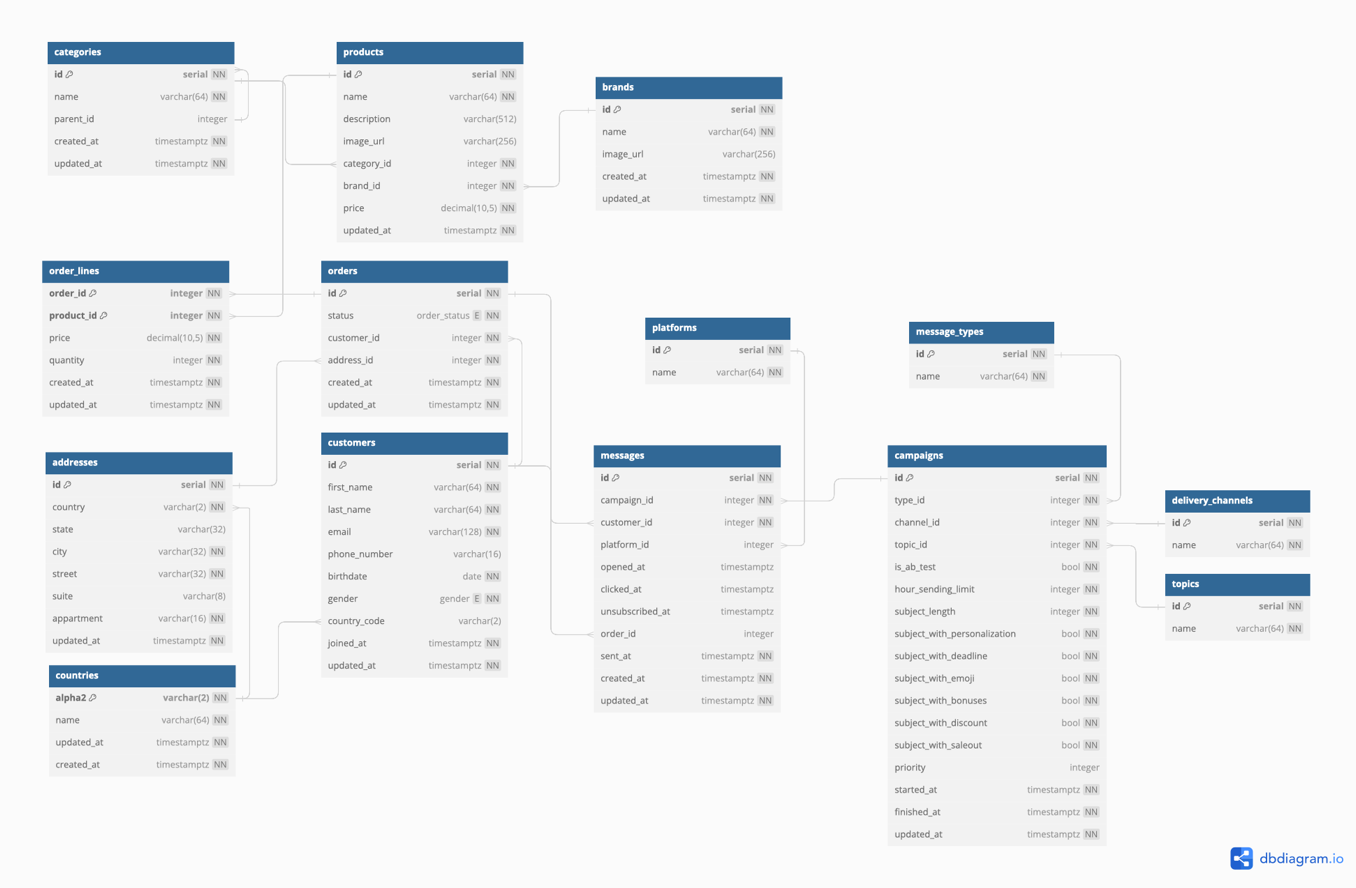 categories
id serial NN
name varchar(64) NN
parent_id integer
created_at timestamptz NN
updated_at timestamptz NN
products
id serial NN
name varchar(64) NN
description varchar(512)
image_url varchar(256)
category_id integer NN
brand_id integer NN
price decimal(10,5) NN
updated_at timestamptz NN
brands
id serial NN
name varchar(64) NN
image_url varchar(256)
created_at timestamptz NN
updated_at timestamptz NN
order_lines
order_id integer NN
product_id integer NN
price decimal(10,5) NN
quantity integer NN
created_at timestamptz NN
updated_at timestamptz NN
orders
id serial NN
status order_status E NN
customer_id integer NN
address_id integer NN
created_at timestamptz NN
updated_at timestamptz NN
platforms
id serial NN
name varchar(64) NN
message_types
id serial NN
name varchar(64) NN
addresses
id serial NN
country varchar(2) NN
state varchar(32)
city varchar(32) NN
street varchar(32) NN
suite varchar(8)
appartment varchar(16) NN
updated_at timestamptz NN
customers
id serial NN
first_name varchar(64) NN
last_name varchar(64) NN
email varchar(128) NN
phone_number varchar(16)
birthdate date NN
gender gender E NN
country_code varchar(2)
joined_at timestamptz NN
updated_at timestamptz NN
messages
id serial NN
campaign_id integer NN
customer_id integer NN
platform_id integer
opened_at timestamptz
clicked_at timestamptz
unsubscribed_at timestamptz
order_id integer
sent_at timestamptz NN
created_at timestamptz NN
updated_at timestamptz NN
campaigns
id serial NN
type_id integer NN
channel_id integer NN
topic_id integer NN
is_ab_test bool NN
hour_sending_limit integer NN
subject_length integer NN
subject_with_personalization bool NN
subject_with_deadline bool NN
subject_with_emoji bool NN
subject_with_bonuses bool NN
subject_with_discount bool NN
subject_with_saleout bool NN
priority integer
started_at timestamptz NN
finished_at timestamptz NN
updated_at timestamptz NN
delivery_channels
id serial NN
name varchar(64) NN
topics
id serial NN
name varchar(64) NN
countries
alpha2 varchar(2) NN
name varchar(64) NN
updated_at timestamptz NN
created_at timestamptz NN
dbdiagram.io